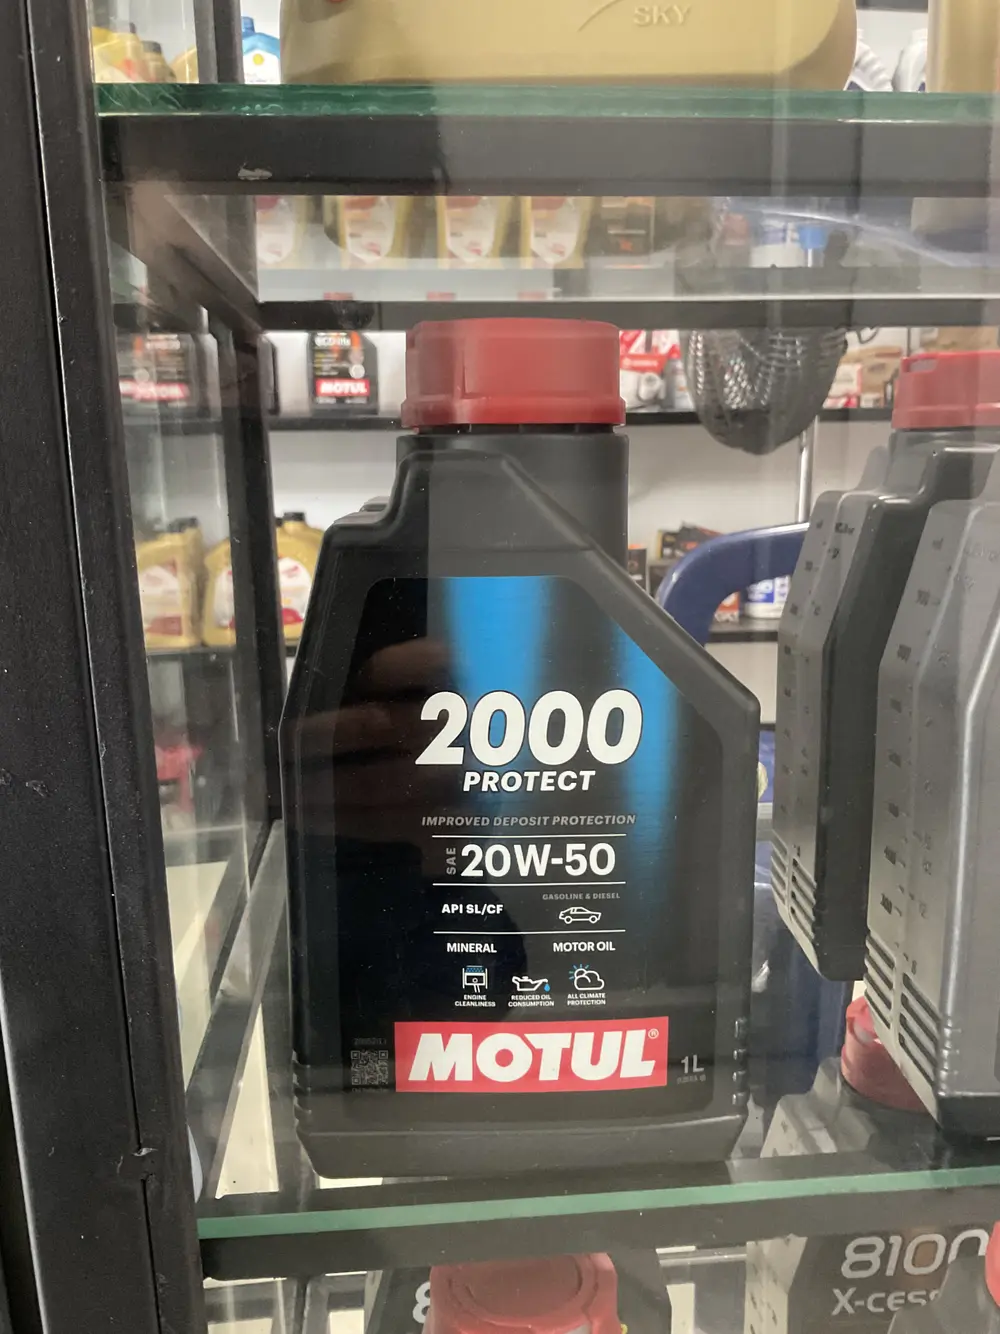 SKY
MOTUL
2000
PROTECT
IMPROVED DEPOSIT PROTECTION
SAE 20W-50
GASOLINE & DIESEL
API SL/CF
MINERAL
MOTOR OIL
ENGINE
CLEANLINESS
REDUCED OIL
CONSUMPTION
ALL CLIMATE
PROTECTION
MOTUL®
1L
8100